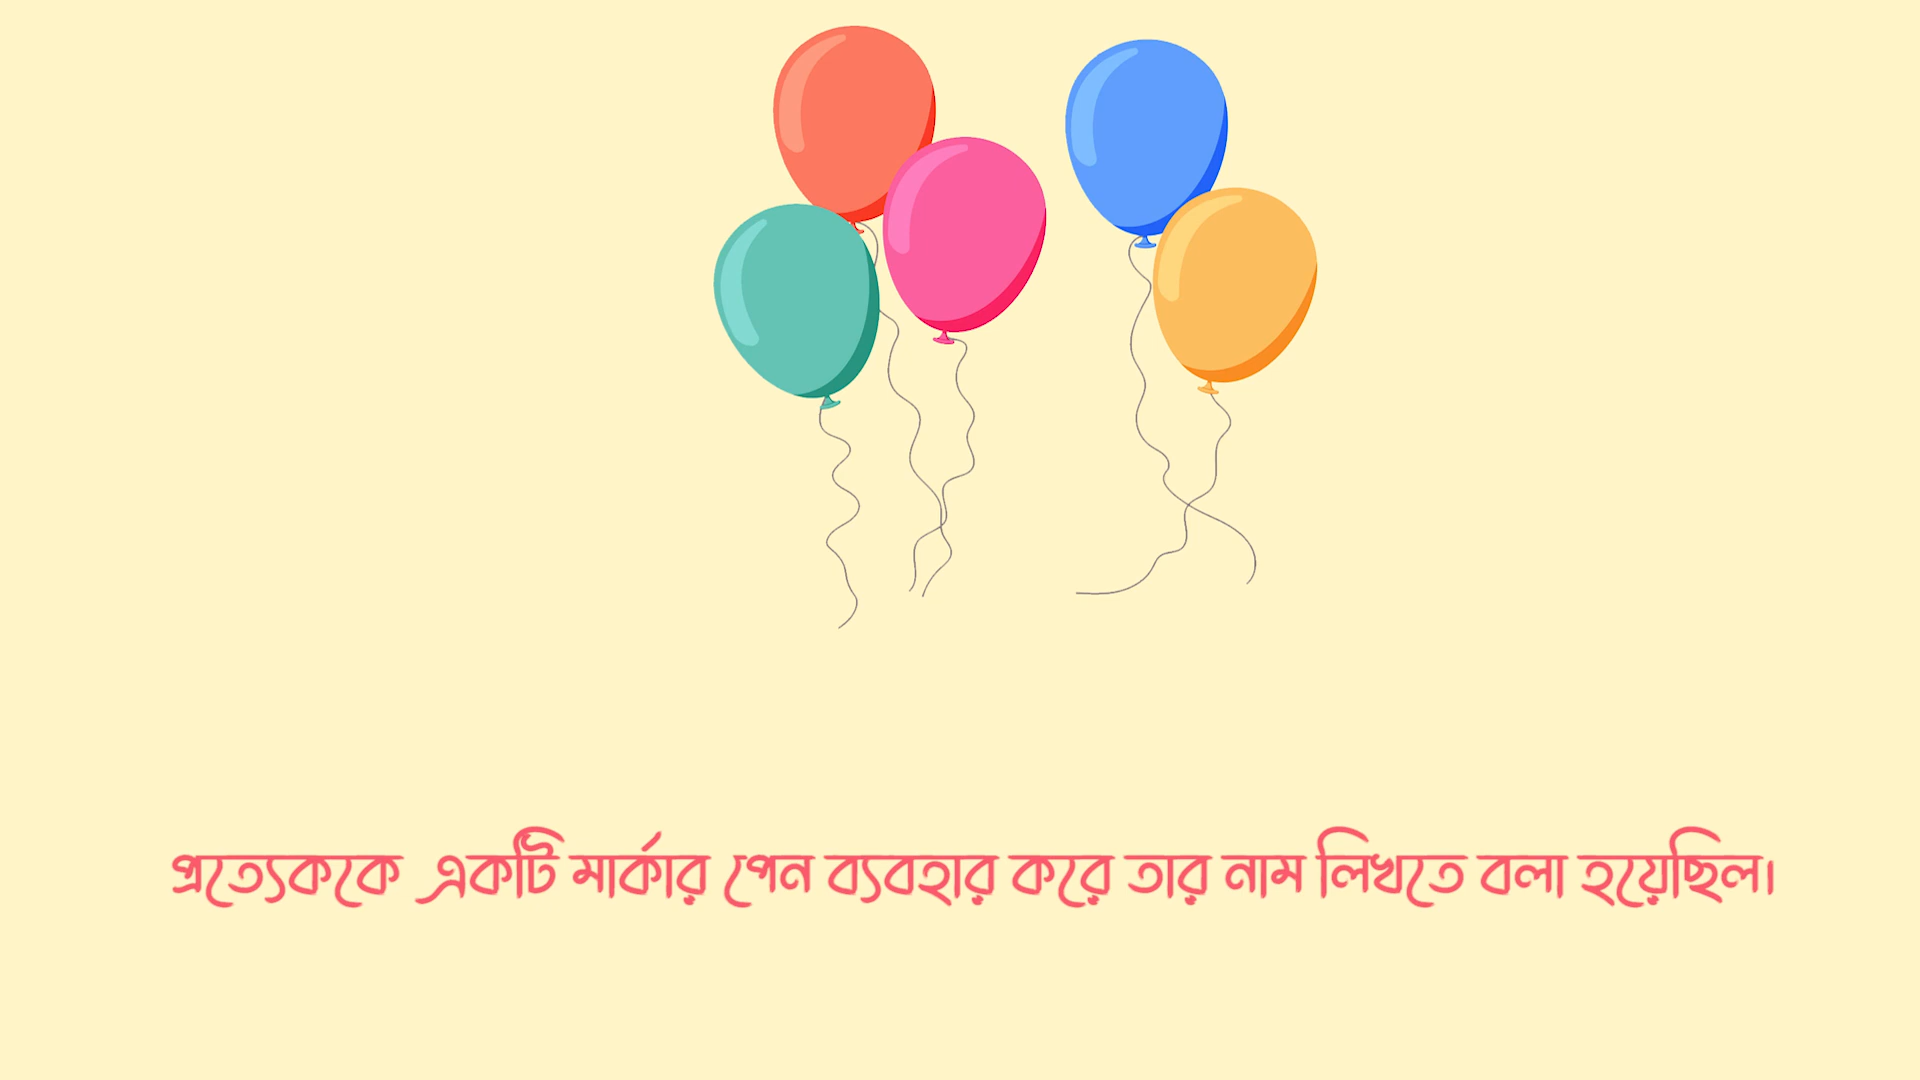 প্রত্যেককে একটি মার্কার পেন ব্যবহার করে তার নাম লিখতে বলা হয়েছিল।